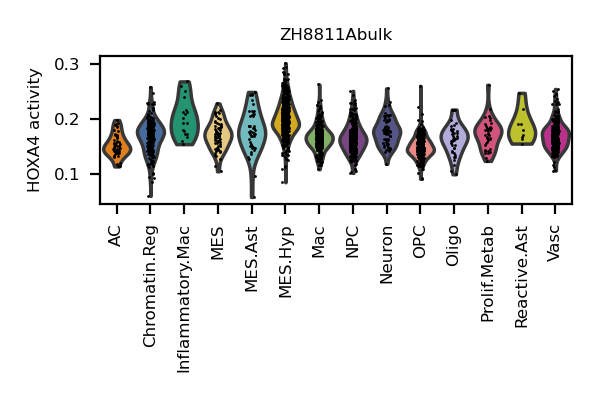 ZH8811Abulk
HOXA4 activity
0.3
0.2
0.1
AC
Chromatin.Reg
Inflammatory.Mac
MES
MES.Ast
MES.Hyp
Mac
NPC
Neuron
OPC
Oligo
Prolif.Metab
Reactive.Ast
Vasc